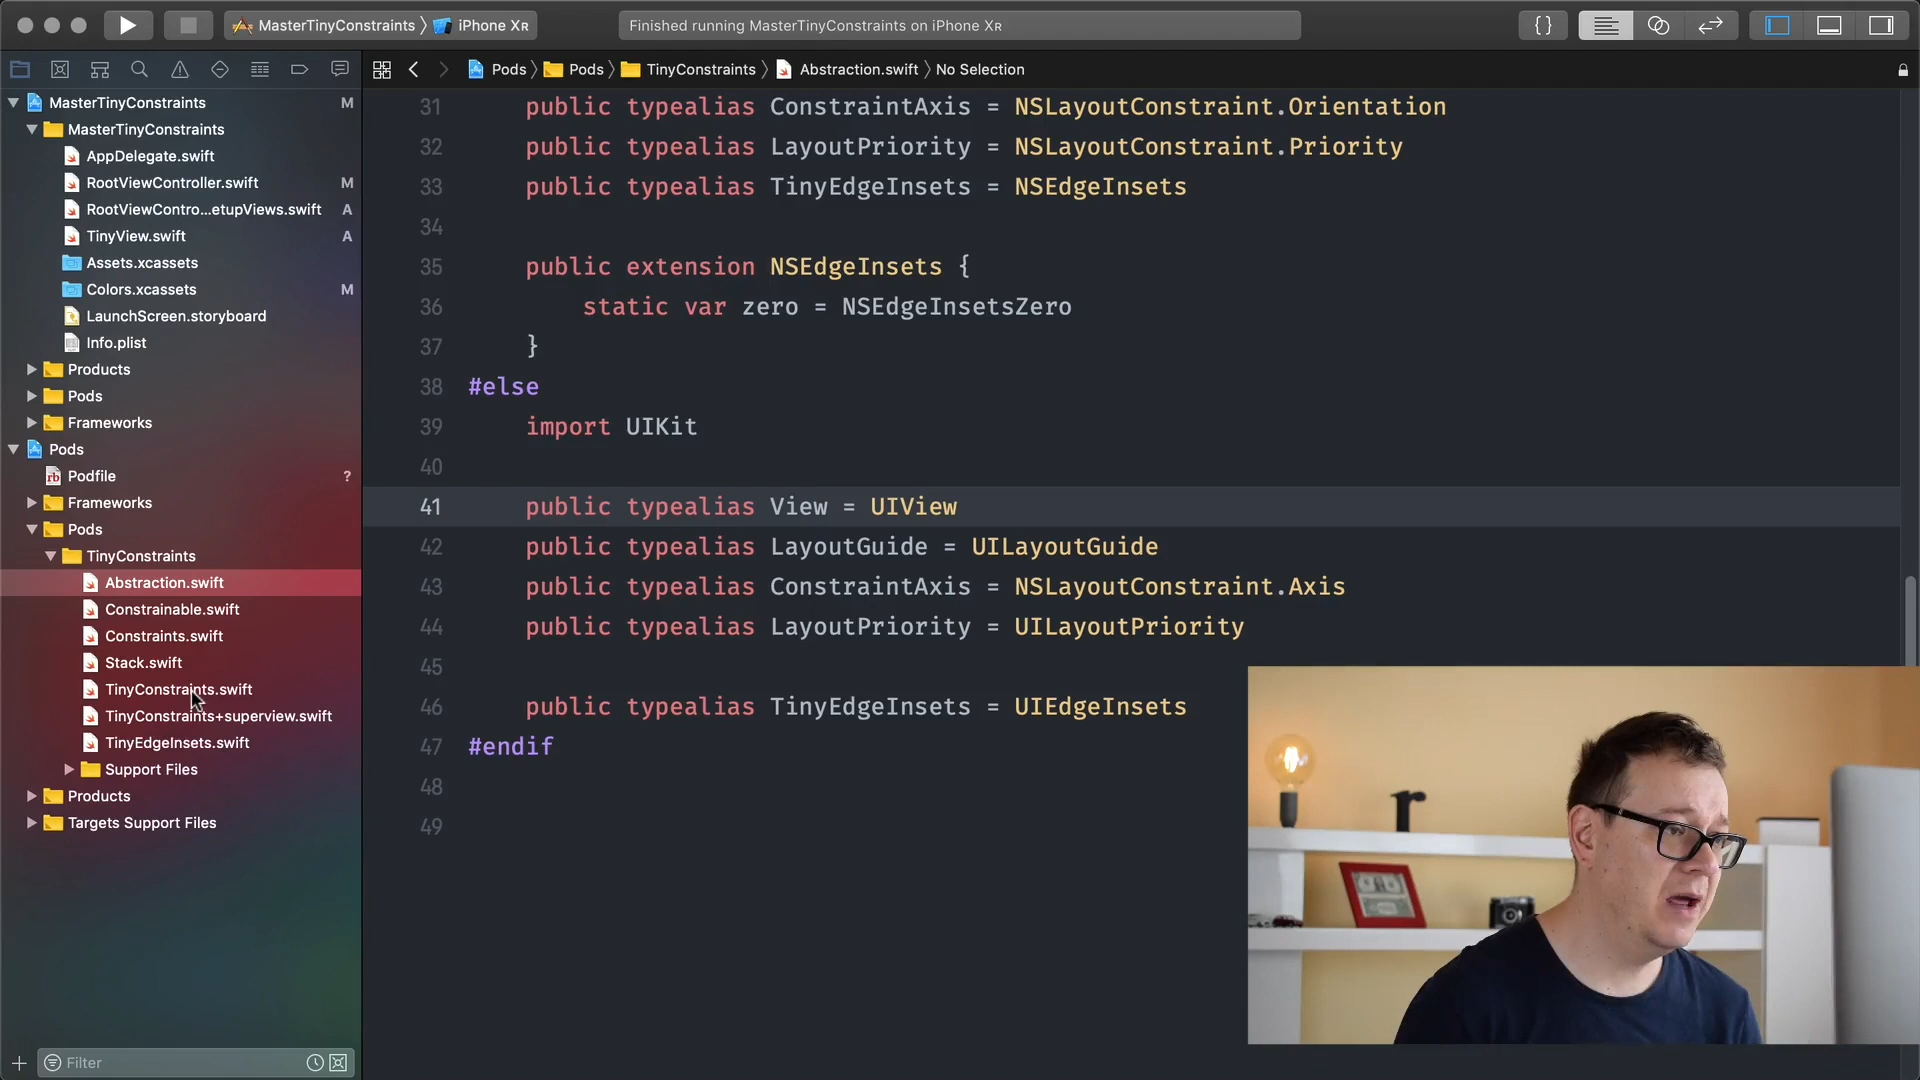 MasterTinyConstraints 〉 iPhone XR
Finished running MasterTinyConstraints on iPhone XR
{}
Pods 〉 Pods 〉 TinyConstraints 〉 Abstraction.swift 〉 No Selection
MasterTinyConstraints M
MasterTinyConstraints
AppDelegate.swift
RootViewController.swift M
RootViewContro...etupViews.swift A
TinyView.swift A
Assets.xcassets
Colors.xcassets M
LaunchScreen.storyboard
Info.plist
Products
Pods
Frameworks
Pods
rb Podfile ?
Frameworks
Pods
TinyConstraints
Abstraction.swift
Constrainable.swift
Constraints.swift
Stack.swift
TinyConstraints.swift
TinyConstraints+superview.swift
TinyEdgeInsets.swift
Support Files
Products
Targets Support Files
Filter
31 public typealias ConstraintAxis = NSLayoutConstraint.Orientation
32 public typealias LayoutPriority = NSLayoutConstraint.Priority
33 public typealias TinyEdgeInsets = NSEdgeInsets
34
35 public extension NSEdgeInsets {
36 static var zero = NSEdgeInsetsZero
37 }
38 #else
39 import UIKit
40
41 public typealias View = UIView
42 public typealias LayoutGuide = UILayoutGuide
43 public typealias ConstraintAxis = NSLayoutConstraint.Axis
44 public typealias LayoutPriority = UILayoutPriority
45
46 public typealias TinyEdgeInsets = UIEdgeInsets
47 #endif
48
49